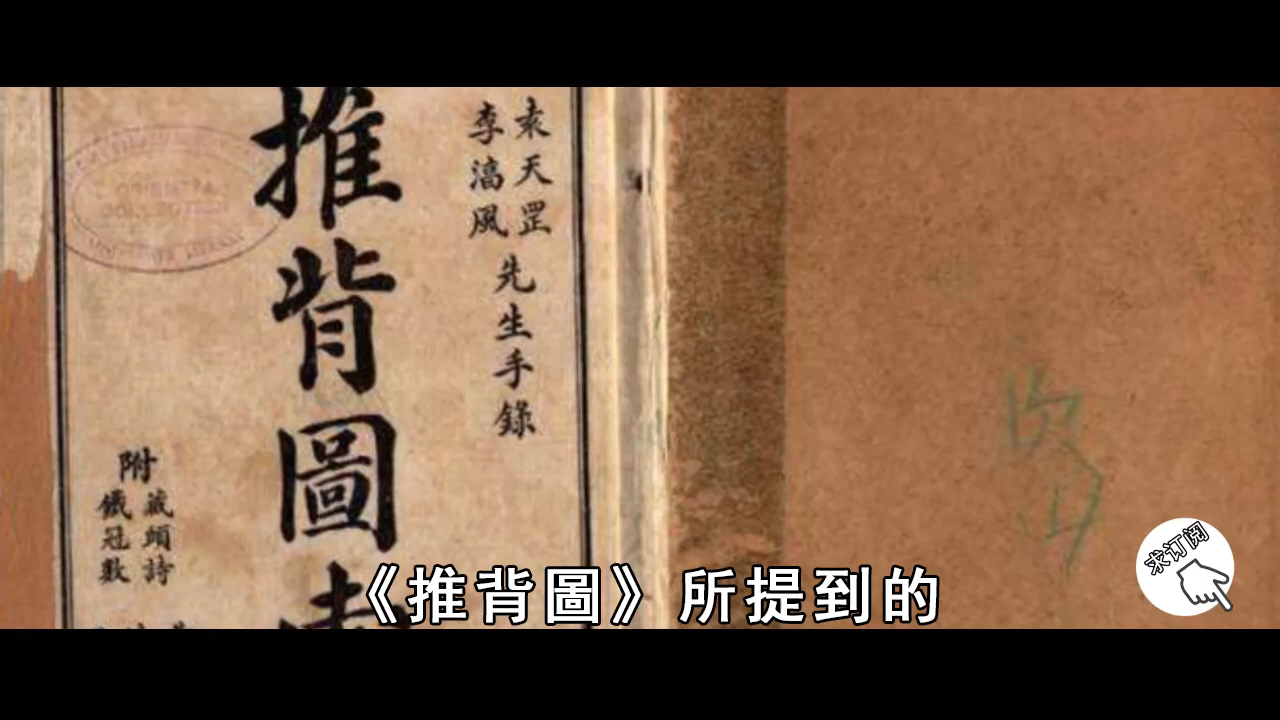 袁天罡
李淳風
先生手錄
推背圖
附
藏頭詩
鐵冠數
《推背圖》所提到的
求订阅